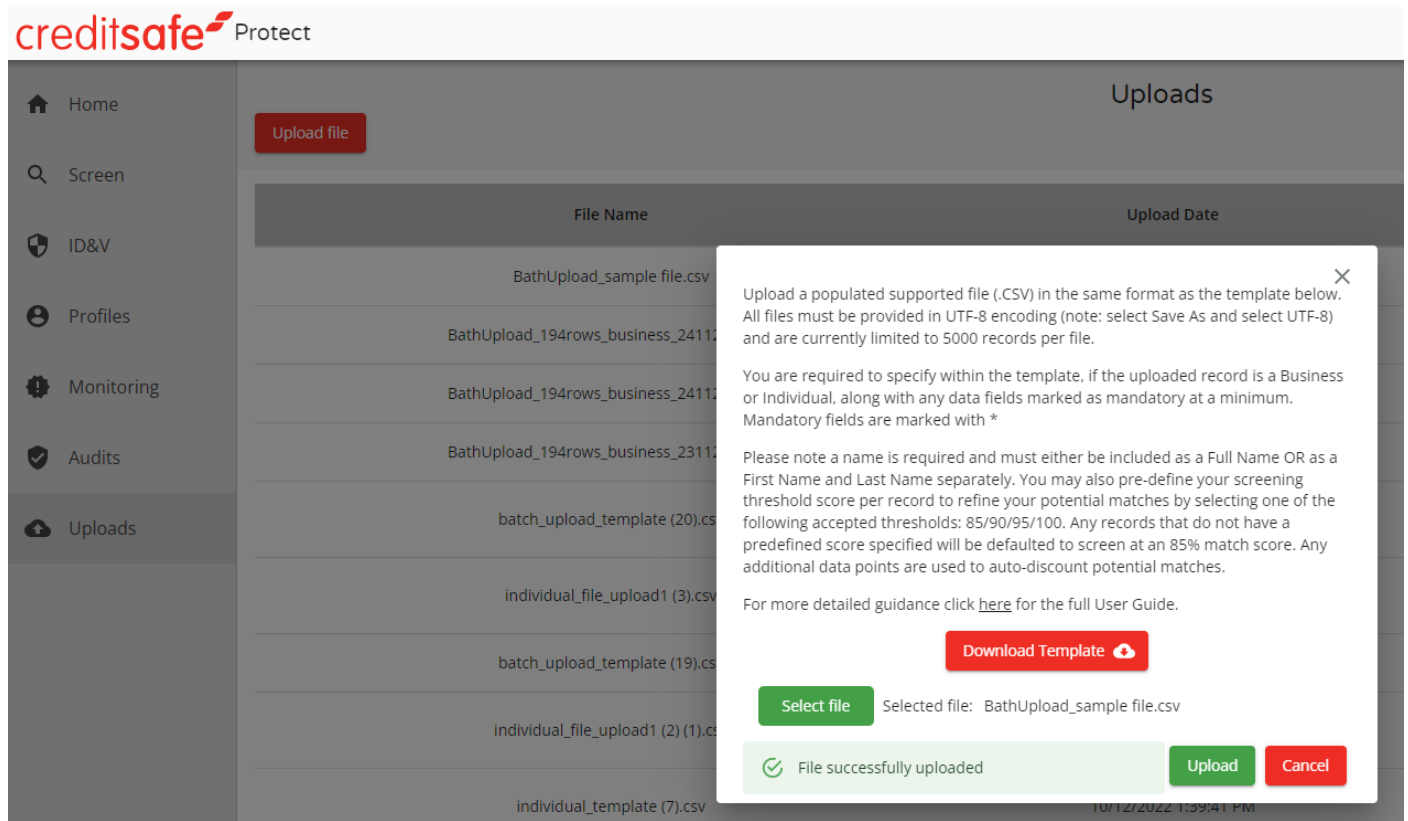 creditsafe Protect
Home
Uploads
Upload file
Screen
File Name
Upload Date
ID&V
BathUpload_sample file.csv
Upload a populated supported file (.CSV) in the same format as the template below.
All files must be provided in UTF-8 encoding (note: select Save As and select UTF-8)
and are currently limited to 5000 records per file.
Profiles
BathUpload_194rows_business_2411
Monitoring
BathUpload_194rows_business_2411
You are required to specify within the template, if the uploaded record is a Business
or Individual, along with any data fields marked as mandatory at a minimum.
Mandatory fields are marked with *
Audits
BathUpload_194rows_business_2311
Please note a name is required and must either be included as a Full Name OR as a
First Name and Last Name separately. You may also pre-define your screening
threshold score per record to refine your potential matches by selecting one of the
following accepted thresholds: 85/90/95/100. Any records that do not have a
predefined score specified will be defaulted to screen at an 85% match score. Any
additional data points are used to auto-discount potential matches.
Uploads
batch_upload_template (20).cs
individual_file_upload1 (3).csv
For more detailed guidance click here for the full User Guide.
batch_upload_template (19).cs
Download Template
individual_file_upload1 (2) (1).cs
Select file
Selected file: BathUpload_sample file.csv
File successfully uploaded
Upload
Cancel
individual_template (7).csv
10/12/2022 1:39:41 PM